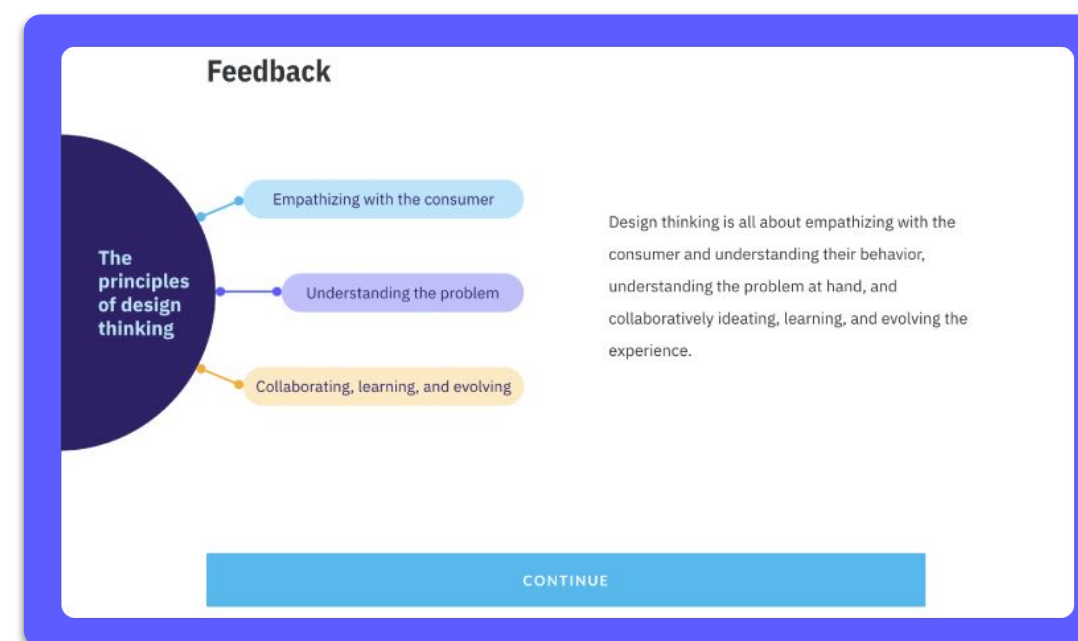 Feedback
The
principles
of design
thinking
Empathizing with the consumer
Understanding the problem
Collaborating, learning, and evolving
Design thinking is all about empathizing with the
consumer and understanding their behavior,
understanding the problem at hand, and
collaboratively ideating, learning, and evolving the
experience.
CONTINUE